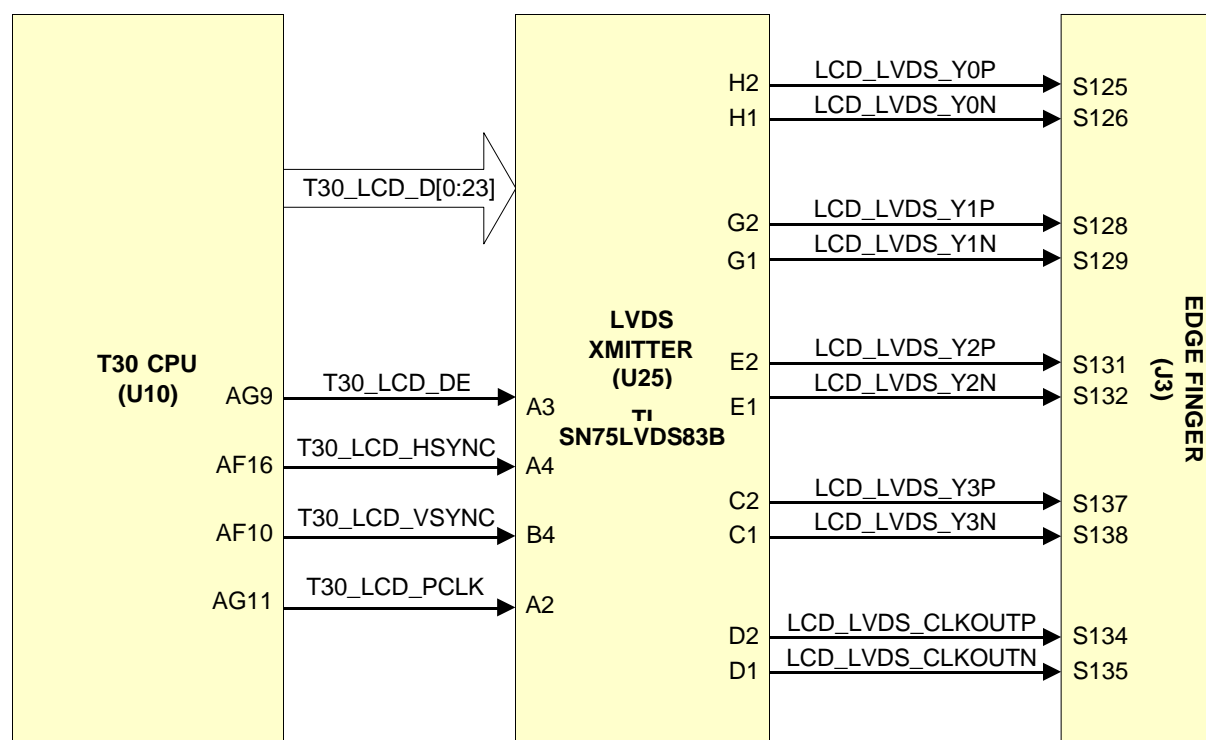 T30 CPU
(U10)
AG9
AF16
AF10
AG11
T30_LCD_D[0:23]
T30_LCD_DE
T30_LCD_HSYNC
T30_LCD_VSYNC
T30_LCD_PCLK
A3
A4
B4
A2
LVDS
XMITTER
(U25)
TI
SN75LVDS83B
H2
H1
G2
G1
E2
E1
C2
C1
D2
D1
LCD_LVDS_Y0P
LCD_LVDS_Y0N
LCD_LVDS_Y1P
LCD_LVDS_Y1N
LCD_LVDS_Y2P
LCD_LVDS_Y2N
LCD_LVDS_Y3P
LCD_LVDS_Y3N
LCD_LVDS_CLKOUTP
LCD_LVDS_CLKOUTN
S125
S126
S128
S129
S131
S132
S137
S138
S134
S135
EDGE FINGER
(J3)